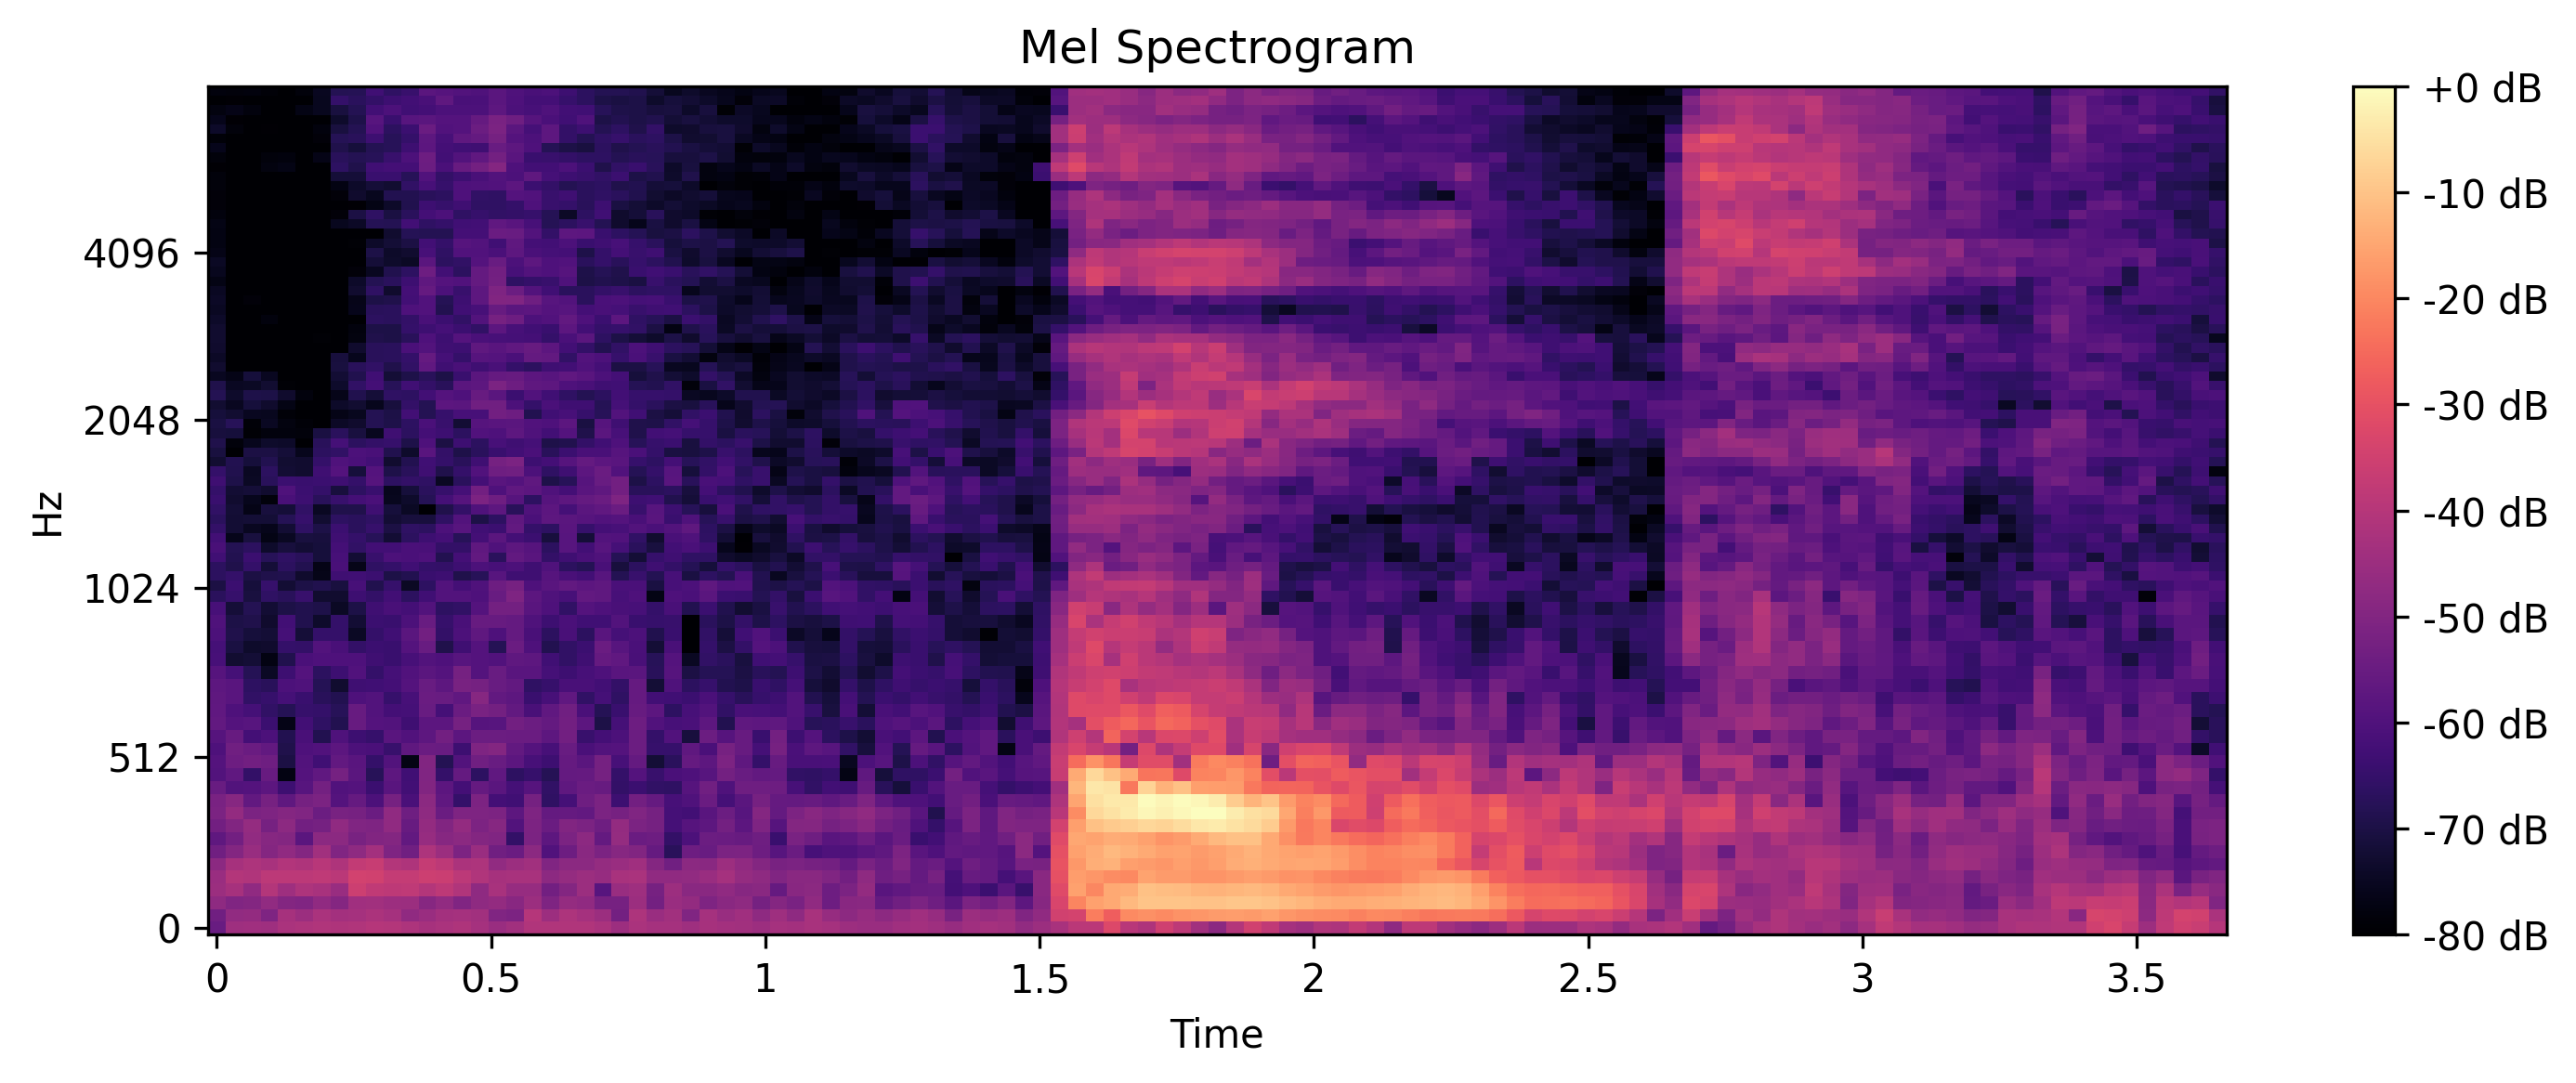 Mel Spectrogram
Hz
4096
2048
1024
512
0
0 0.5 1 1.5 2 2.5 3 3.5
Time
+0 dB
-10 dB
-20 dB
-30 dB
-40 dB
-50 dB
-60 dB
-70 dB
-80 dB